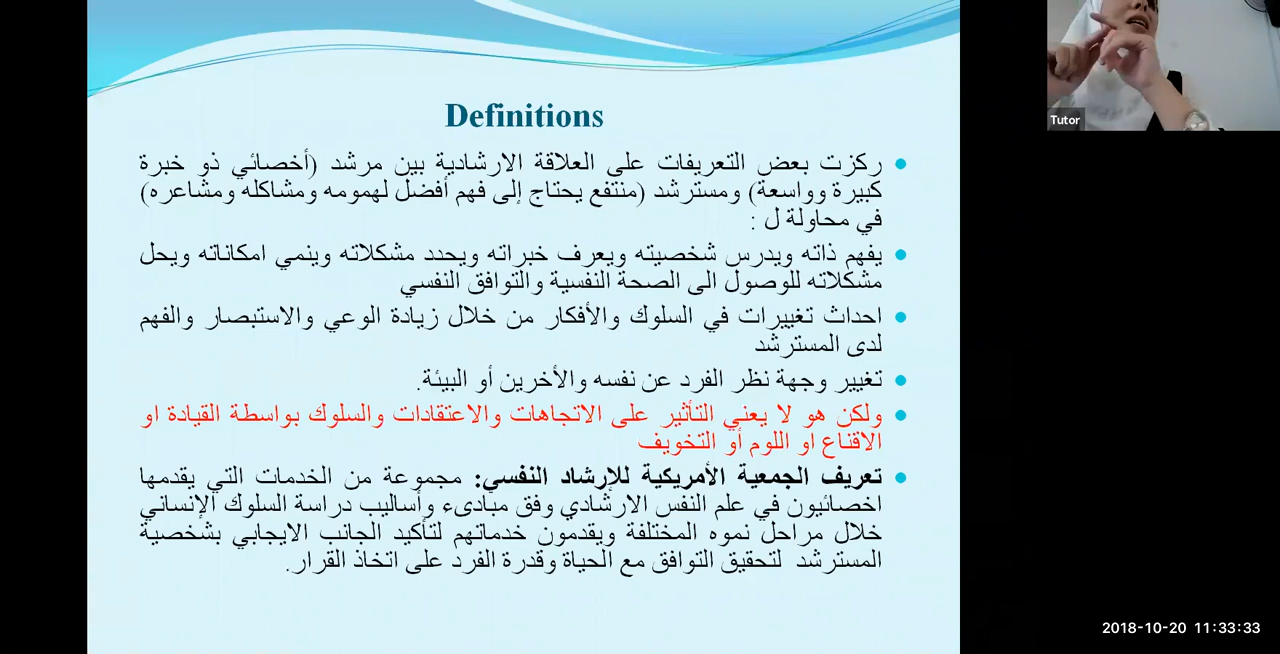 Definitions
ركزت بعض التعريفات على العلاقة الارشادية بين مرشد (أخصائي ذو خبرة
كبيرة وواسعة) ومسترشد (منتفع يحتاج إلى فهم أفضل لهمومه ومشاكله ومشاعره)
في محاولة ل :
يفهم ذاته ويدرس شخصيته ويعرف خبراته ويحدد مشكلاته وينمي امكاناته ويحل
مشكلاته للوصول الى الصحة النفسية والتوافق النفسي
احداث تغييرات في السلوك والأفكار من خلال زيادة الوعي والاستبصار والفهم
لدى المسترشد
تغيير وجهة نظر الفرد عن نفسه والأخرين أو البيئة.
ولكن هو لا يعني التأثير على الاتجاهات والاعتقادات والسلوك بواسطة القيادة او
الاقناع او اللوم أو التخويف
تعريف الجمعية الأمريكية للإرشاد النفسي: مجموعة من الخدمات التي يقدمها
اخصائيون في علم النفس الارشادي وفق مبادىء وأساليب دراسة السلوك الإنساني
خلال مراحل نموه المختلفة ويقدمون خدماتهم لتأكيد الجانب الايجابي بشخصية
المسترشد لتحقيق التوافق مع الحياة وقدرة الفرد على اتخاذ القرار.
Tutor
2018-10-20 11:33:33